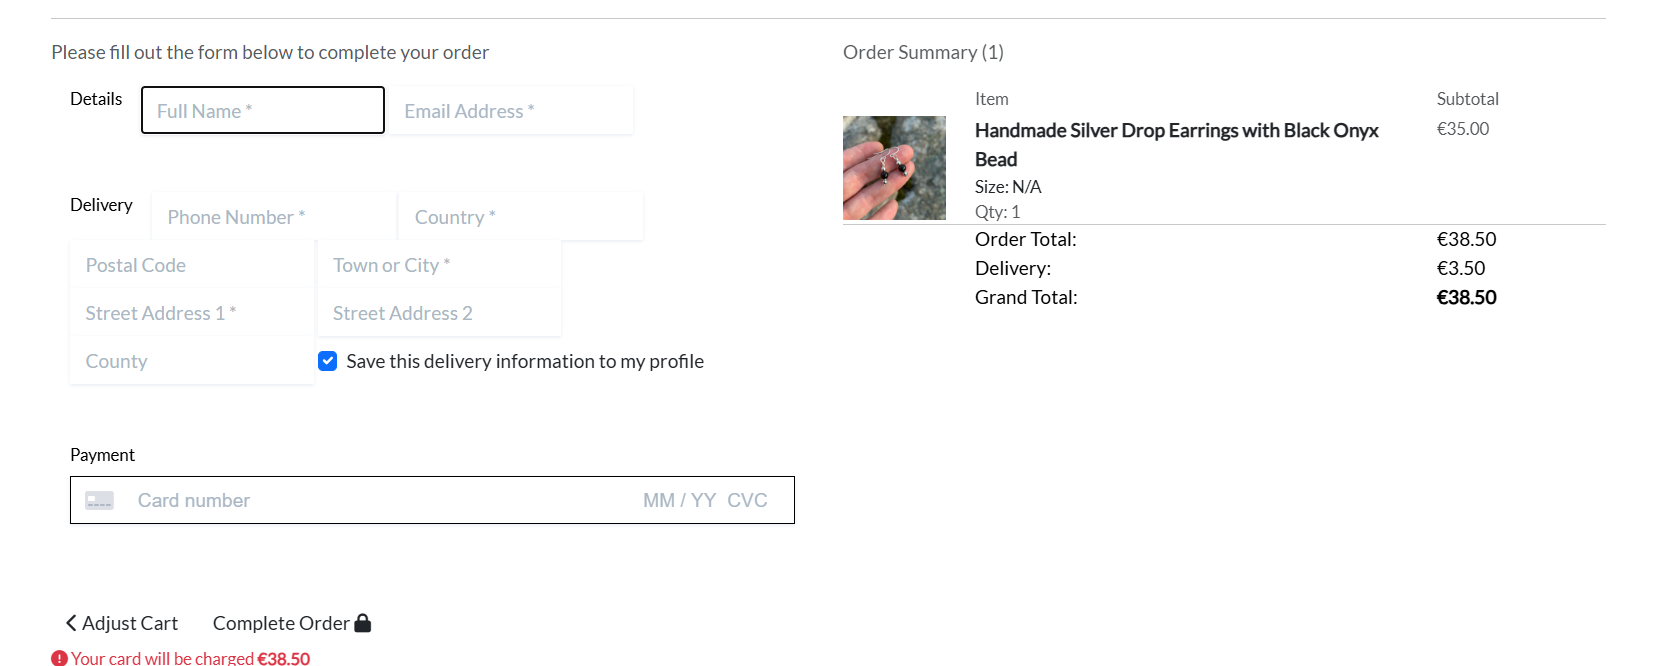 Please fill out the form below to complete your order
Details
Full Name *
Email Address *
Delivery
Phone Number *
Country *
Postal Code
Town or City *
Street Address 1 *
Street Address 2
County
Save this delivery information to my profile
Payment
Card number
MM / YY CVC
Adjust Cart
Complete Order
Your card will be charged €38.50
Order Summary (1)
Item
Subtotal
Handmade Silver Drop Earrings with Black Onyx
Bead
€35.00
Size: N/A
Qty: 1
Order Total: €38.50
Delivery: €3.50
Grand Total: €38.50